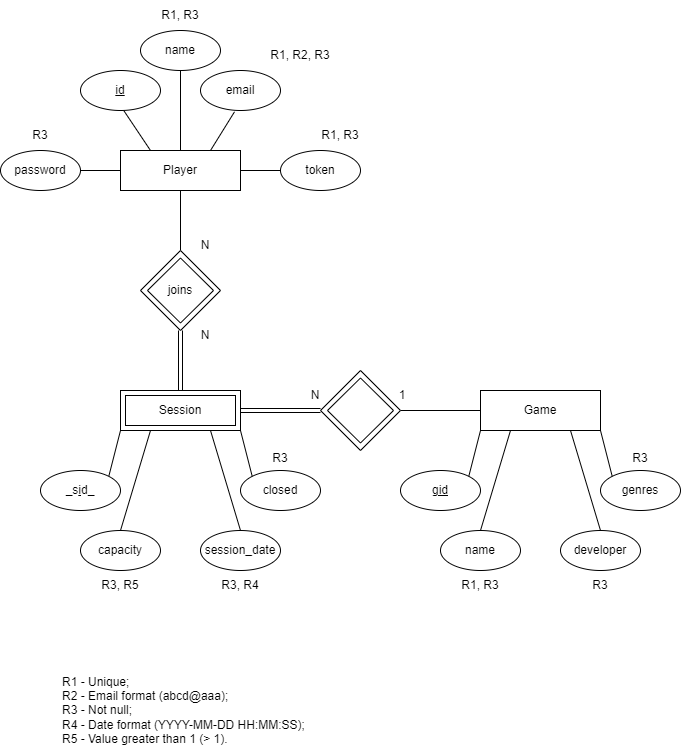 R1, R3
name
R1, R2, R3
id
email
R3
R1, R3
password
Player
token
N
joins
N
N
1
Session
Game
R3
R3
_sid_
closed
gid
genres
capacity
session_date
name
developer
R3, R5
R3, R4
R1, R3
R3
R1 - Unique;
R2 - Email format (abcd@aaa);
R3 - Not null;
R4 - Date format (YYYY-MM-DD HH:MM:SS);
R5 - Value greater than 1 (> 1).